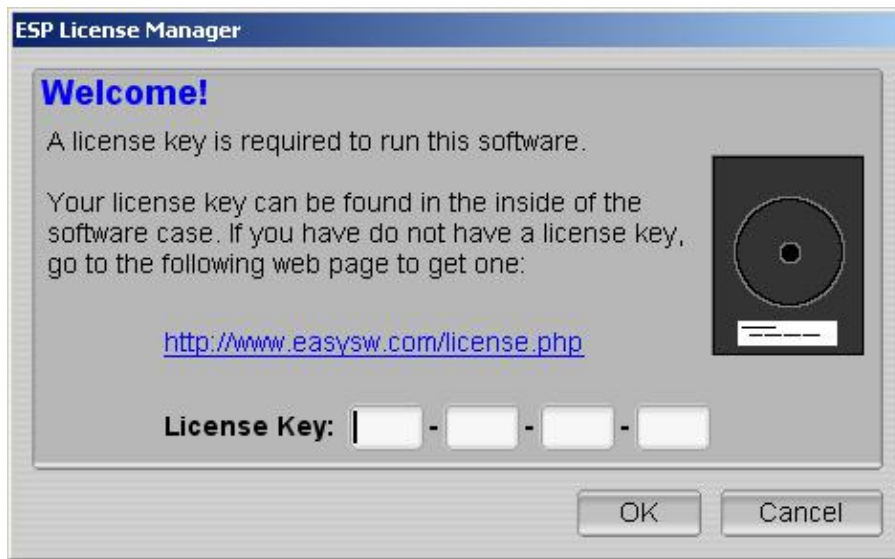 ESP License Manager
Welcome!
A license key is required to run this software.
Your license key can be found in the inside of the
software case. If you have do not have a license key,
go to the following web page to get one:
http://www.easysw.com/license.php
License Key: - - -
OK Cancel